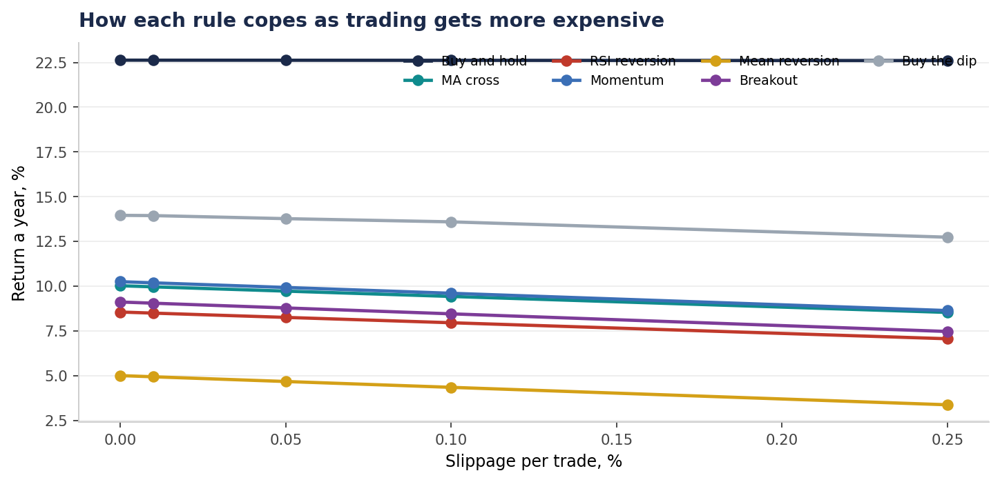 How each rule copes as trading gets more expensive
Buy and hold RSI reversion Mean reversion Buy the dip
MA cross Momentum Breakout
Return a year, %
22.5
20.0
17.5
15.0
12.5
10.0
7.5
5.0
2.5
0.00 0.05 0.10 0.15 0.20 0.25
Slippage per trade, %